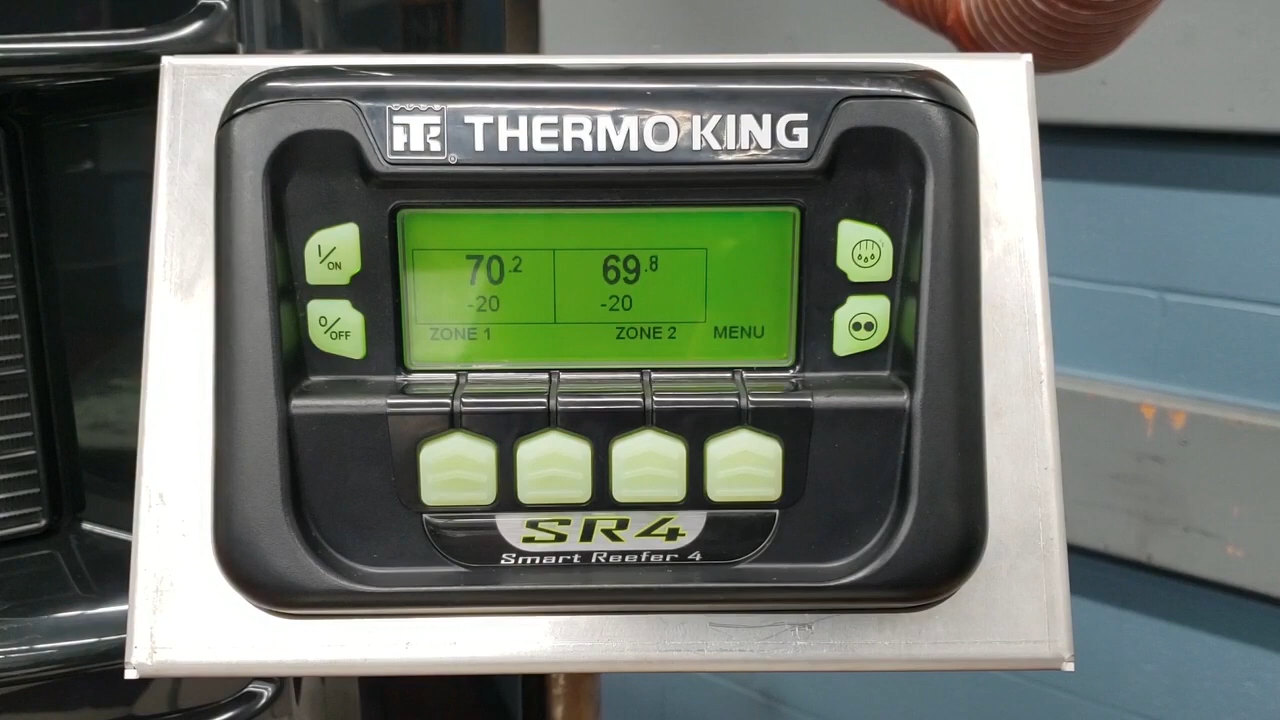 TK ® THERMO KING
I/ON
O/OFF
70.2 69.8
-20 -20
ZONE 1 ZONE 2 MENU
SR4
Smart Reefer 4